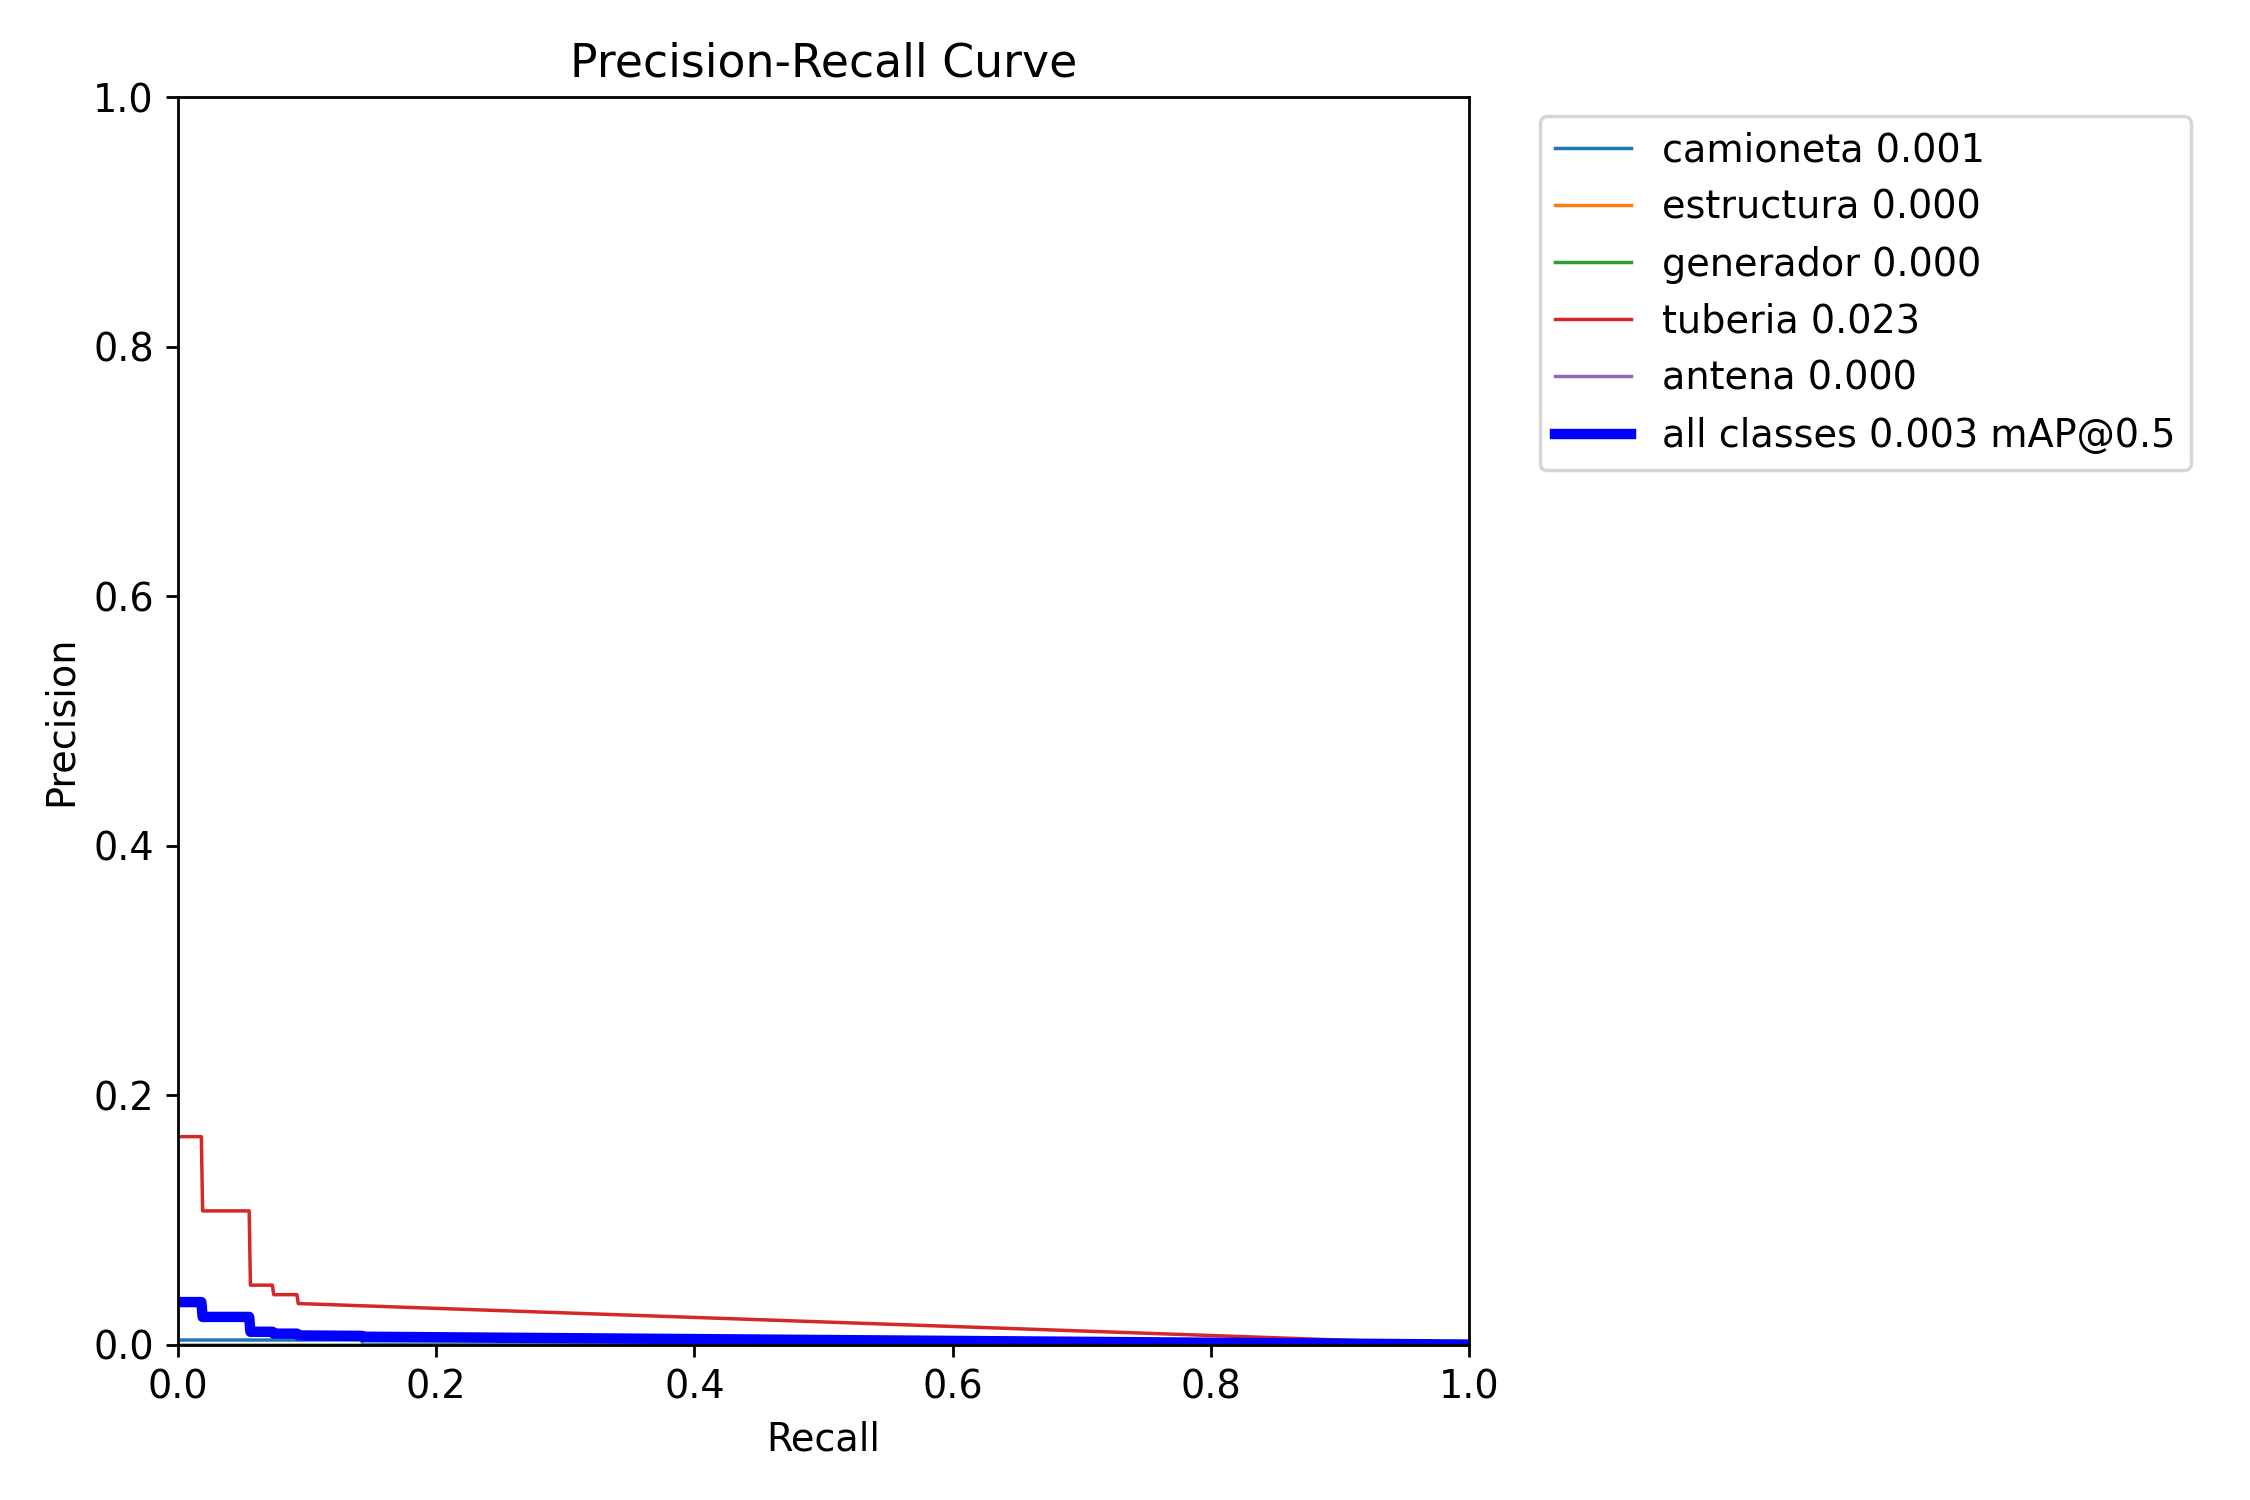 Precision-Recall Curve
1.0
0.8
0.6
0.4
0.2
0.0
Precision
0.0 0.2 0.4 0.6 0.8 1.0
Recall
camioneta 0.001
estructura 0.000
generador 0.000
tuberia 0.023
antena 0.000
all classes 0.003 mAP@0.5